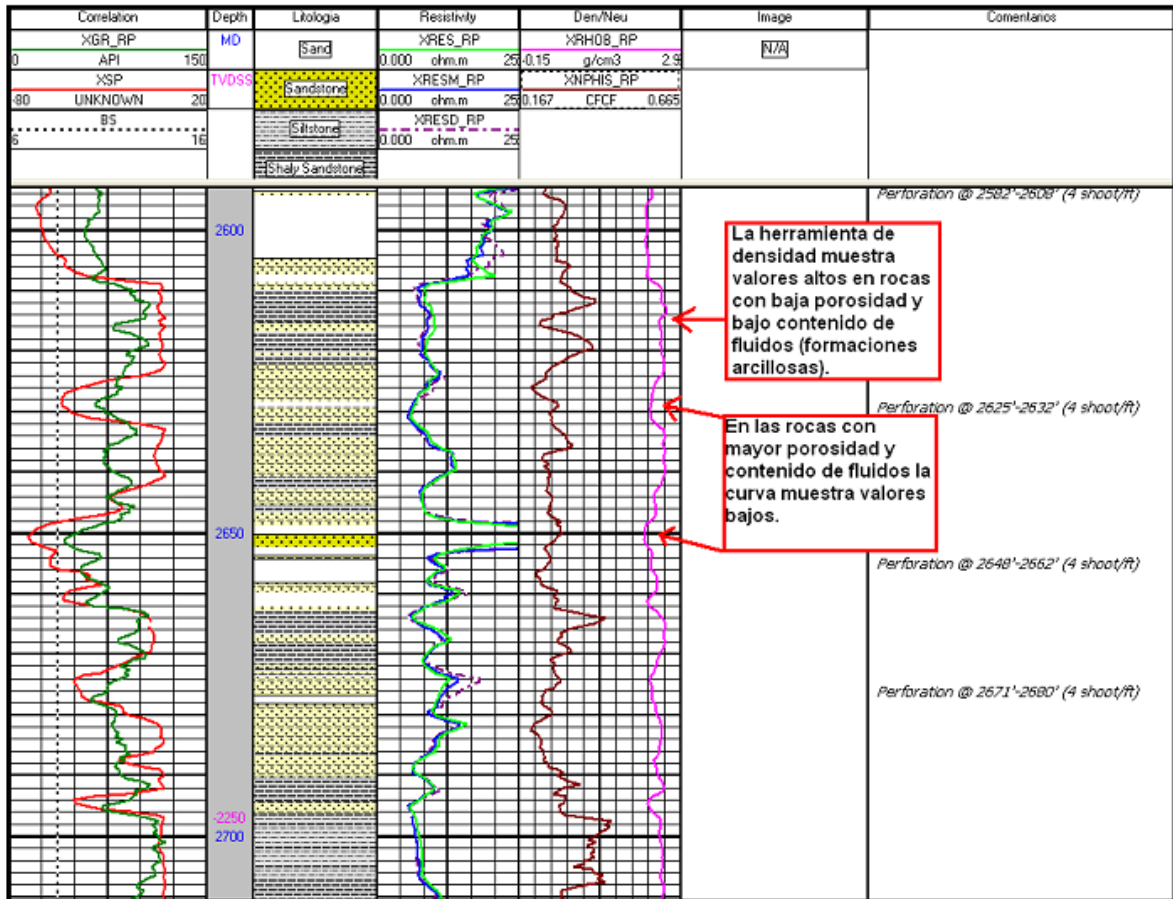 Correlation Depth Litologia Resistivity Den/Neu Image Comentarios
XGR_RP MD Sand XRES_RP XRHOB_RP N/A
0 API 150 0.000 ohm.m 25 -0.15 g/cm3 2.9
XSP TVDSS Sandstone XRESM_RP XNPHIS_RP
-80 UNKNOWN 20 0.000 ohm.m 25 0.167 CFCF 0.665
BS Siltstone XRESD_RP
6 16 0.000 ohm.m 25
Shaly Sandstone
Perforation @ 2582'-2608' (4 shoot/ft)
2600
La herramienta de
densidad muestra
valores altos en rocas
con baja porosidad y
bajo contenido de
fluidos (formaciones
arcillosas).
Perforation @ 2625'-2632' (4 shoot/ft)
En las rocas con
mayor porosidad y
contenido de fluidos la
curva muestra valores
bajos.
2650
Perforation @ 2648'-2662' (4 shoot/ft)
Perforation @ 2671'-2680' (4 shoot/ft)
-2250
2700